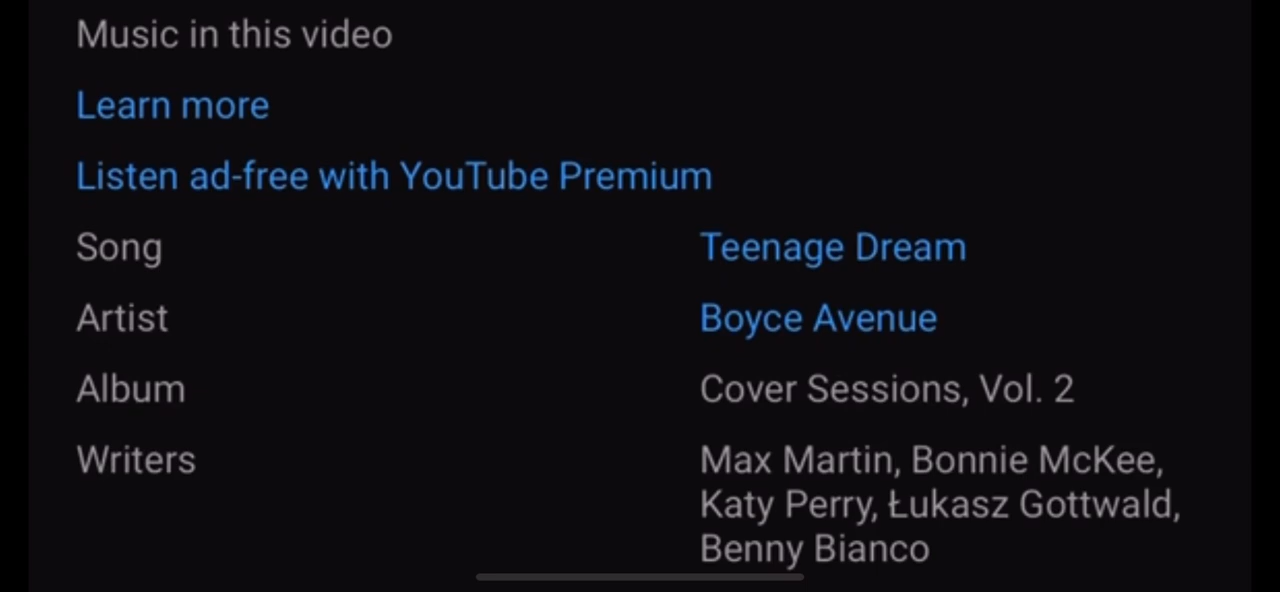 Music in this video
Learn more
Listen ad-free with YouTube Premium
Song Teenage Dream
Artist Boyce Avenue
Album Cover Sessions, Vol. 2
Writers Max Martin, Bonnie McKee,
Katy Perry, Łukasz Gottwald,
Benny Bianco